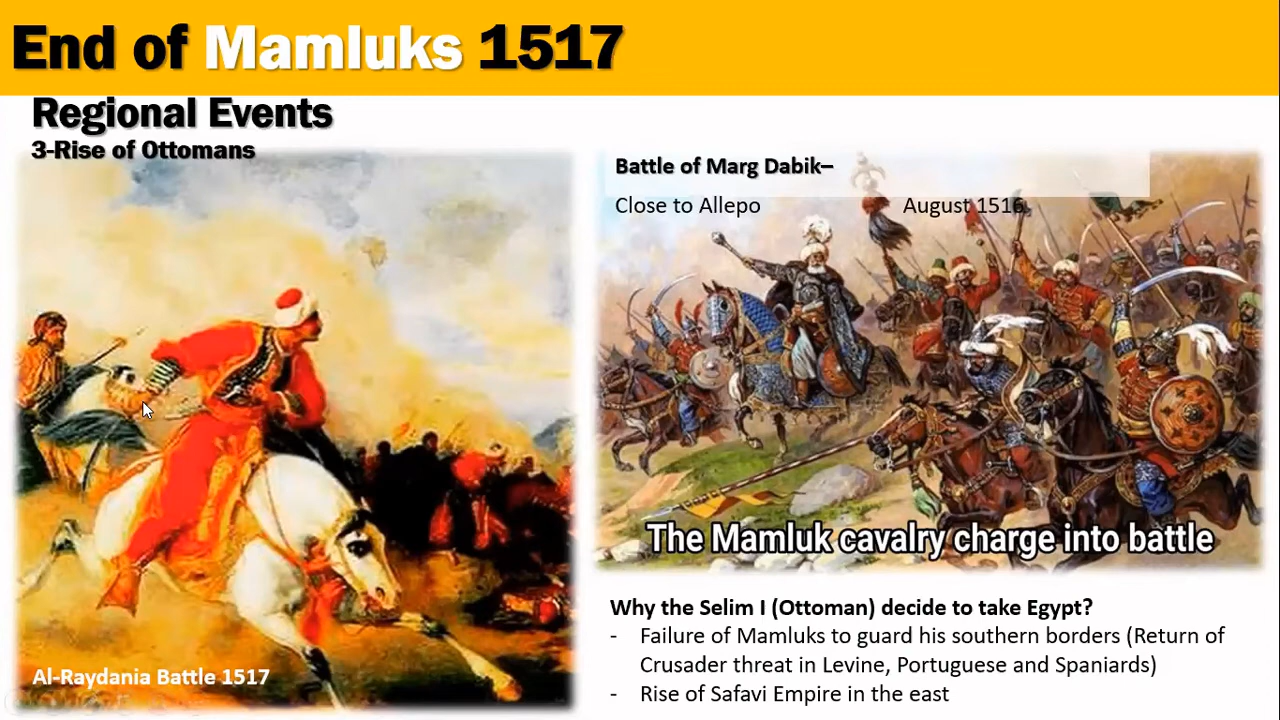 End of Mamluks 1517
Regional Events
3-Rise of Ottomans
Battle of Marg Dabik–
Close to Allepo August 1516
The Mamluk cavalry charge into battle
Al-Raydania Battle 1517
Why the Selim I (Ottoman) decide to take Egypt?
- Failure of Mamluks to guard his southern borders (Return of
Crusader threat in Levine, Portuguese and Spaniards)
- Rise of Safavi Empire in the east